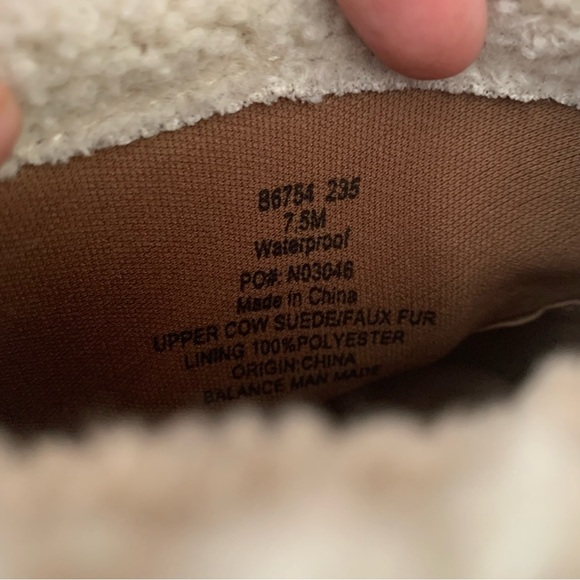 B6754 235
7.5M
Waterproof
PO#: N03046
Made in China
UPPER COW SUEDE/FAUX FUR
LINING 100%POLYESTER
ORIGIN:CHINA
BALANCE MAN MADE